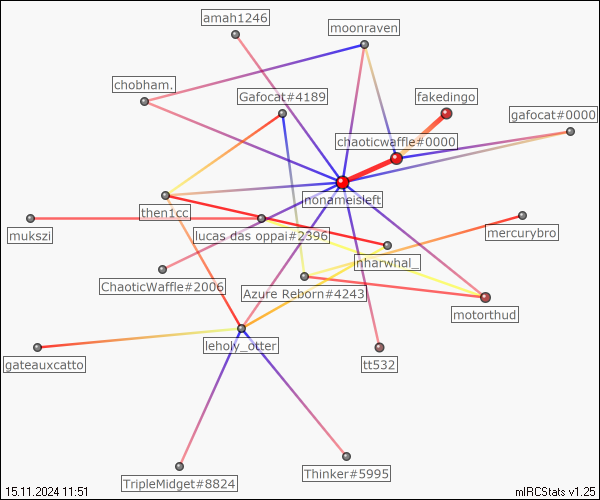 amah1246
moonraven
chobham.
Gafocat#4189
fakedingo
gafocat#0000
chaoticwaffle#0000
nonameisleft
then1cc
mukszi
lucas das oppai#2396
mercurybro
nharwhal_
ChaoticWaffle#2006
Azure Reborn#4243
motorthud
leholy_otter
gateauxcatto
tt532
Thinker#5995
TripleMidget#8824
15.11.2024 11:51
mIRCStats v1.25